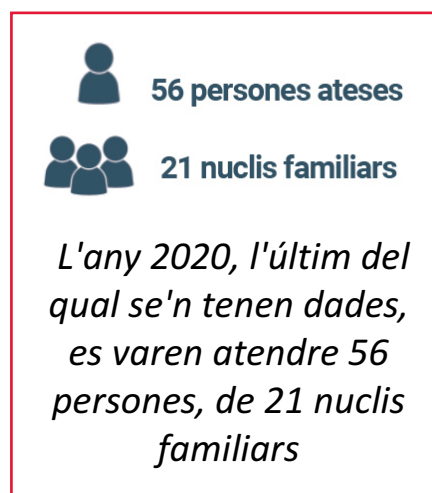 56 persones ateses
21 nuclis familiars
L'any 2020, l'últim del
qual se'n tenen dades,
es varen atendre 56
persones, de 21 nuclis
familiars